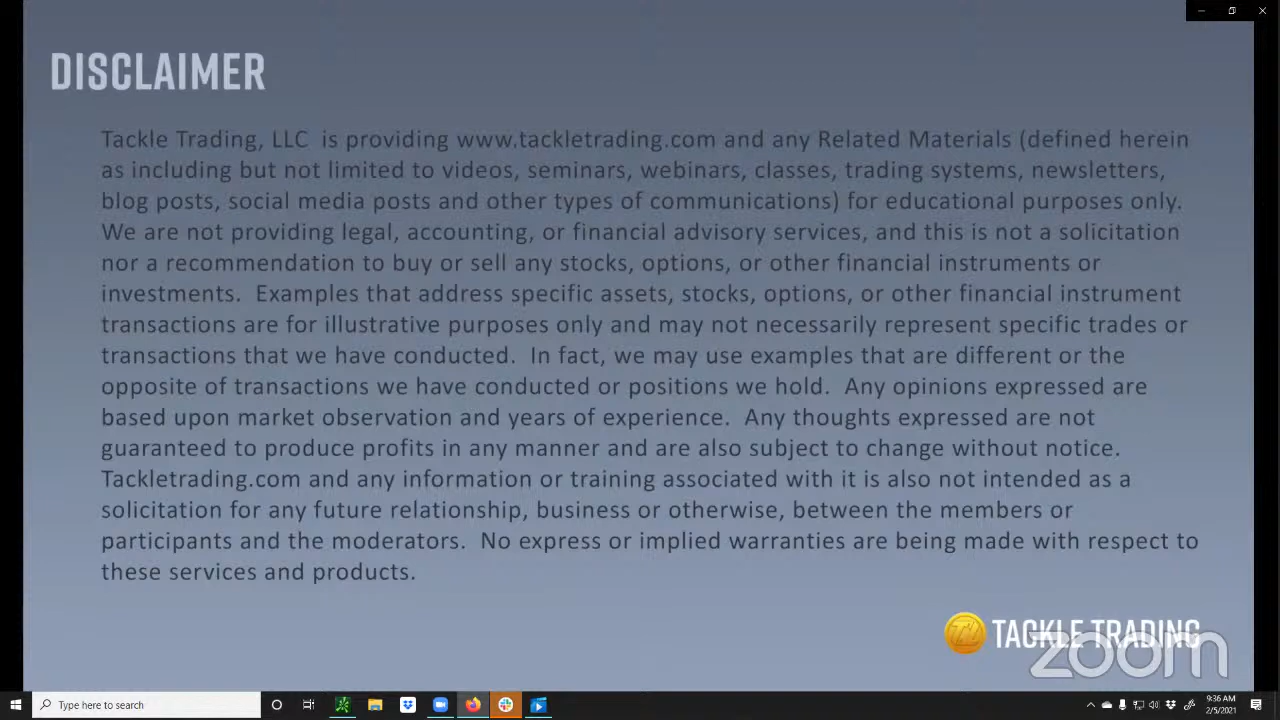 DISCLAIMER
Tackle Trading, LLC  is providing www.tackletrading.com and any Related Materials (defined herein
as including but not limited to videos, seminars, webinars, classes, trading systems, newsletters,
blog posts, social media posts and other types of communications) for educational purposes only.
We are not providing legal, accounting, or financial advisory services, and this is not a solicitation
nor a recommendation to buy or sell any stocks, options, or other financial instruments or
investments.  Examples that address specific assets, stocks, options, or other financial instrument
transactions are for illustrative purposes only and may not necessarily represent specific trades or
transactions that we have conducted.  In fact, we may use examples that are different or the
opposite of transactions we have conducted or positions we hold.  Any opinions expressed are
based upon market observation and years of experience.  Any thoughts expressed are not
guaranteed to produce profits in any manner and are also subject to change without notice.
Tackletrading.com and any information or training associated with it is also not intended as a
solicitation for any future relationship, business or otherwise, between the members or
participants and the moderators.  No express or implied warranties are being made with respect to
these services and products.
TACKLE TRADING
zoom
Type here to search
9:36 AM
2/5/2021